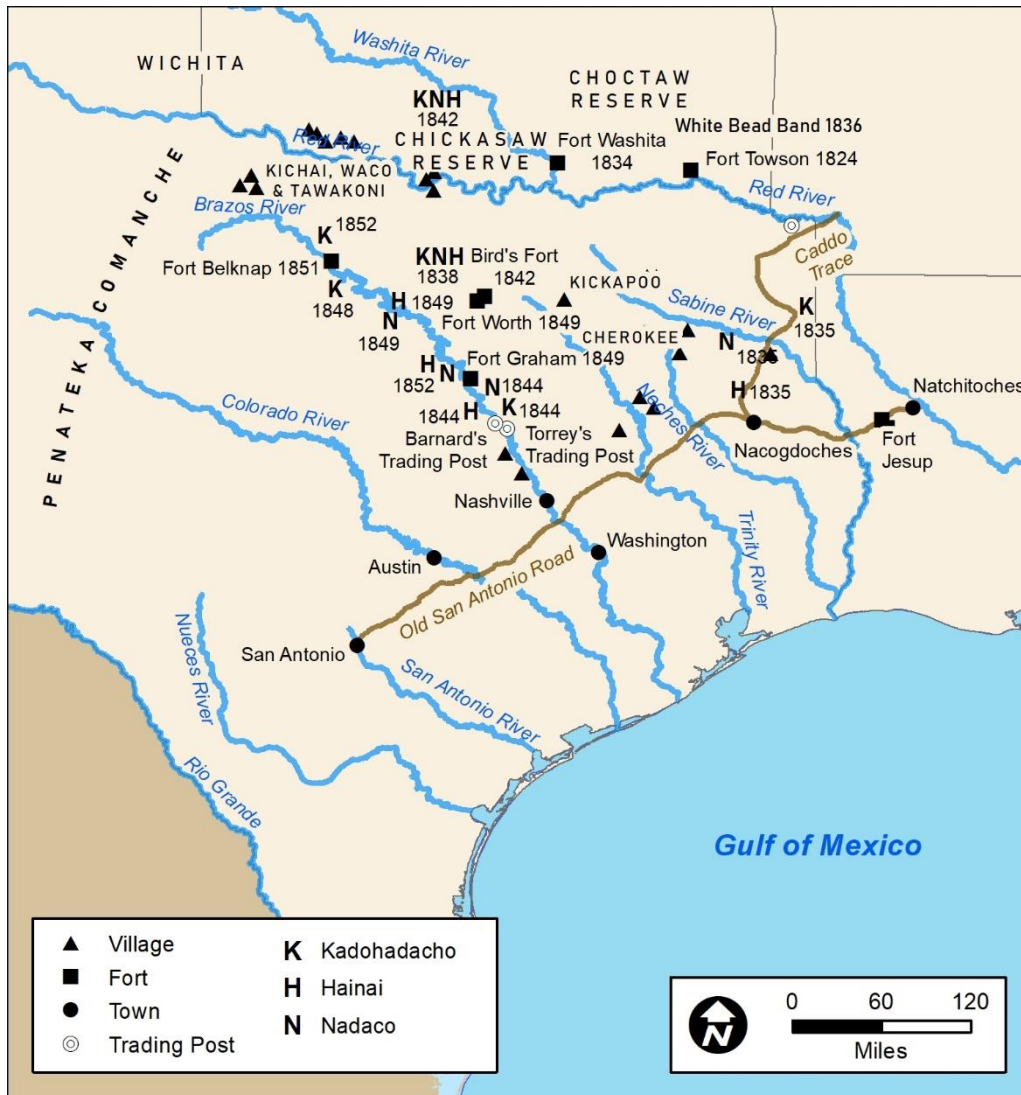 Washita River
WICHITA
CHOCTAW
RESERVE
KNH
1842
White Bead Band 1836
Red River
CHICKASAW
RESERVE
Fort Washita
1834
Fort Towson 1824
KICHAI, WACO
& TAWAKONI
Red River
PENATEKA COMANCHE
Brazos River
K 1852
Caddo
Trace
Fort Belknap 1851
KNH
1838
Bird's Fort
1842
KICKAPOO
K
1848
H 1849
N
1849
Fort Worth 1849
Sabine River
K
1835
CHEROKEE
N
Fort Graham 1849
H N
1852
N 1844
H 1835
Natchitoches
Colorado River
1844 H
K 1844
Neches River
Barnard's
Trading Post
Torrey's
Trading Post
Nacogdoches
Fort
Jesup
Nashville
Trinity River
Washington
Austin
Old San Antonio Road
Nueces River
San Antonio
San Antonio River
Rio Grande
Gulf of Mexico
Village
Fort
Town
Trading Post
K Kadohadacho
H Hainai
N Nadaco
N
0 60 120
Miles